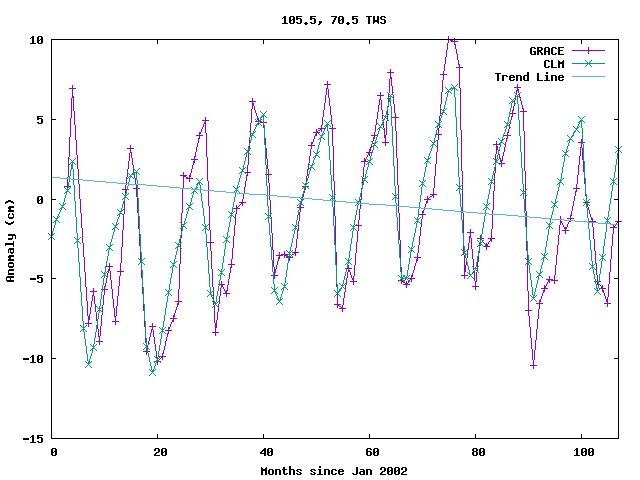 105.5, 70.5 TWS
GRACE
CLM
Trend Line
10
5
0
-5
-10
-15
Anomaly (cm)
0 20 40 60 80 100
Months since Jan 2002